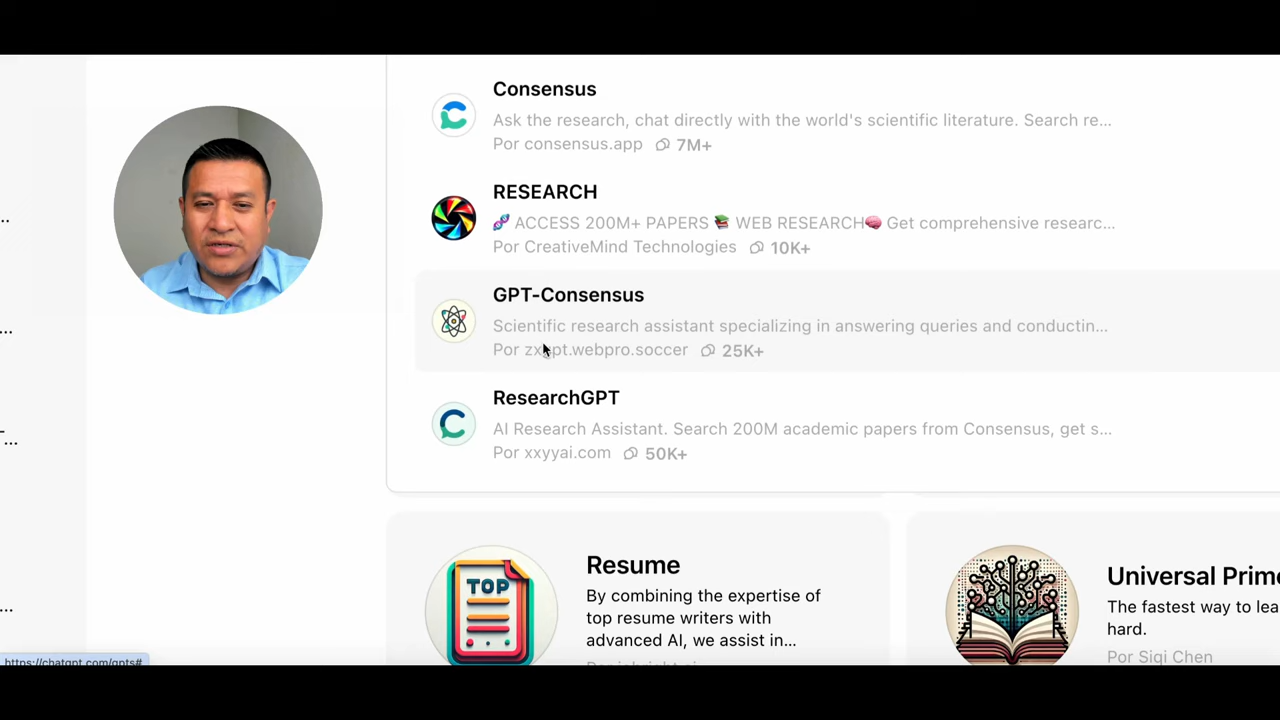 Consensus
Ask the research, chat directly with the world's scientific literature. Search re...
Por consensus.app 7M+
RESEARCH
🧬 ACCESS 200M+ PAPERS 📚 WEB RESEARCH🧠 Get comprehensive researc...
Por CreativeMind Technologies 10K+
GPT-Consensus
Scientific research assistant specializing in answering queries and conductin...
Por 25K+
ResearchGPT
AI Research Assistant. Search 200M academic papers from Consensus, get s...
Por xxyyai.com 50K+
TOP
Resume
By combining the expertise of
top resume writers with
advanced AI, we assist in...
Universal Prim
The fastest way to lea
hard.
Por Siqi Chen
https://chatgpt.com/gpts#